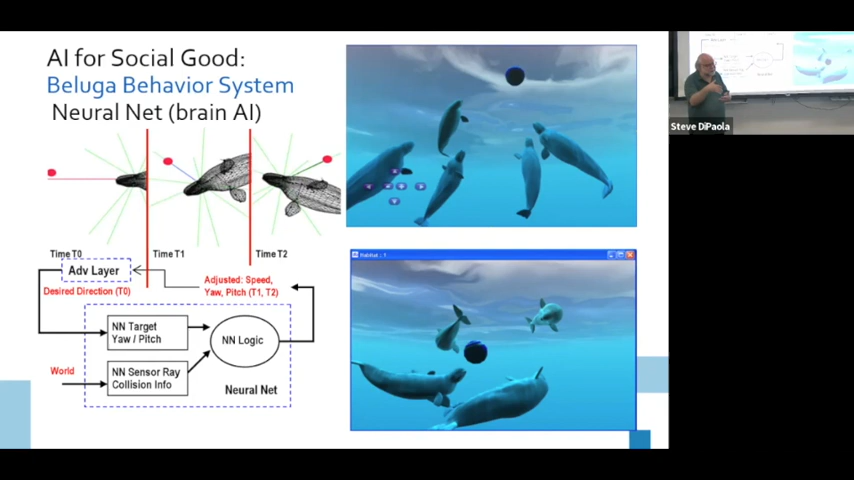 AI for Social Good:
Beluga Behavior System
Neural Net (brain AI)
Time T0
Time T1
Time T2
Adv Layer
Desired Direction (T0)
Adjusted: Speed,
Yaw, Pitch (T1, T2)
NN Target
Yaw / Pitch
NN Logic
World
NN Sensor Ray
Collision Info
Neural Net
Steve DiPaola